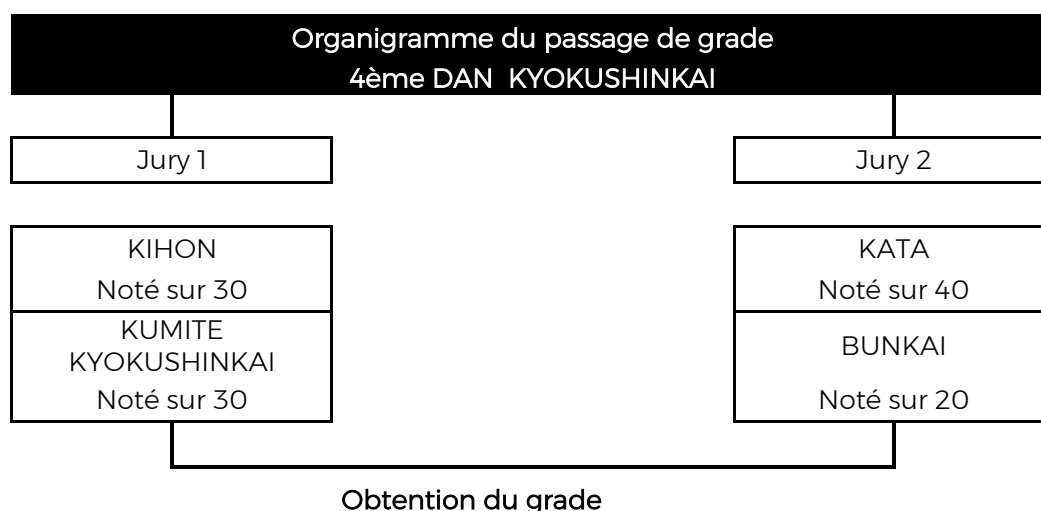 Organigramme du passage de grade
4ème DAN KYOKUSHINKAI
Jury 1
Jury 2
KIHON
Noté sur 30
KUMITE
KYOKUSHINKAI
Noté sur 30
KATA
Noté sur 40
BUNKAI
Noté sur 20
Obtention du grade